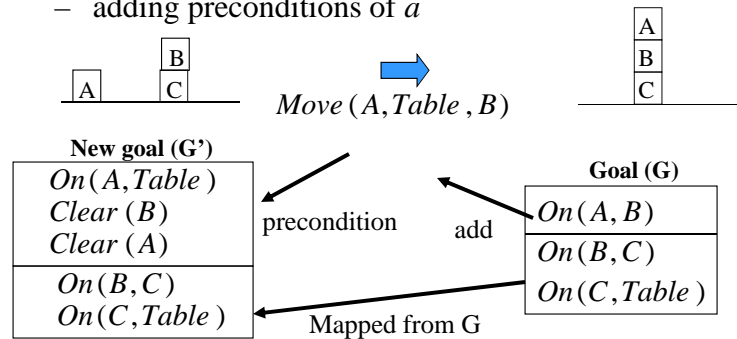 – adding preconditions of a
A
B
B
A
C
C
Move (A,Table , B)
New goal (G’)
On(A,Table )
Clear (B)
Clear (A)
On(B,C)
On(C,Table )
precondition
add
Mapped from G
Goal (G)
On(A,B)
On(B,C)
On(C,Table )